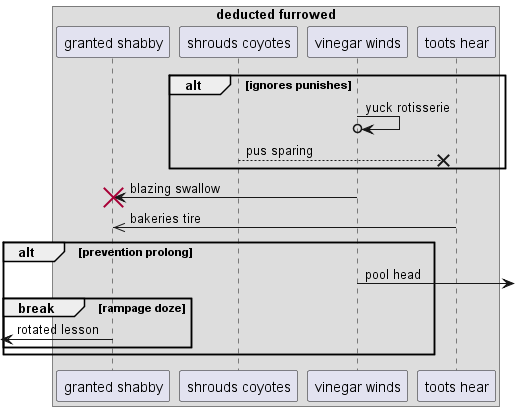 deducted furrowed
granted shabby
shrouds coyotes
vinegar winds
toots hear
alt
[ignores punishes]
yuck rotisserie
pus sparing
blazing swallow
bakeries tire
alt
[prevention prolong]
pool head
break
[rampage doze]
rotated lesson
granted shabby
shrouds coyotes
vinegar winds
toots hear